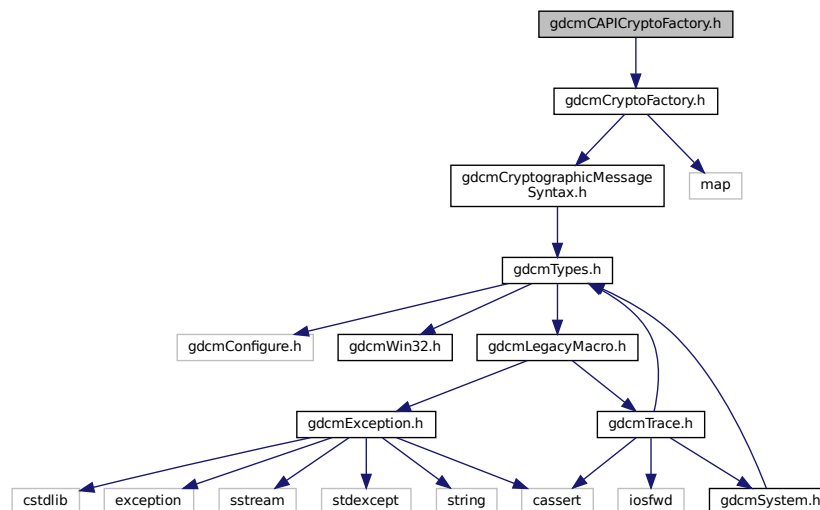 gdcmCAPICryptoFactory.h
gdcmCryptoFactory.h
gdcmCryptographicMessage
Syntax.h
map
gdcmTypes.h
gdcmConfigure.h
gdcmWin32.h
gdcmLegacyMacro.h
gdcmException.h
gdcmTrace.h
cstdlib
exception
sstream
stdexcept
string
cassert
iosfwd
gdcmSystem.h